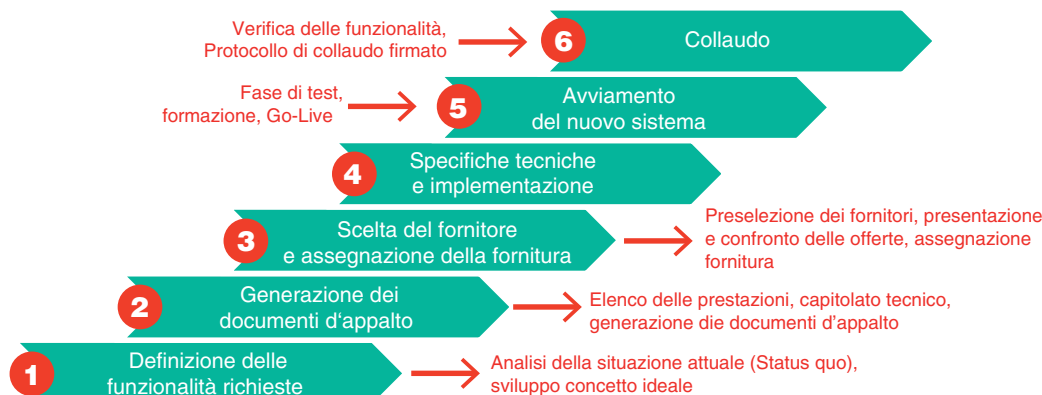 Verifica delle funzionalità,
Protocollo di collaudo firmato
6
Collaudo
Fase di test,
formazione, Go-Live
5
Avviamento
del nuovo sistema
4
Specifiche tecniche
e implementazione
3
Scelta del fornitore
e assegnazione della fornitura
Preselezione dei fornitori, presentazione
e confronto delle offerte, assegnazione
fornitura
2
Generazione dei
documenti d‘appalto
Elenco delle prestazioni, capitolato tecnico,
generazione die documenti d’appalto
1
Definizione delle
funzionalità richieste
Analisi della situazione attuale (Status quo),
sviluppo concetto ideale